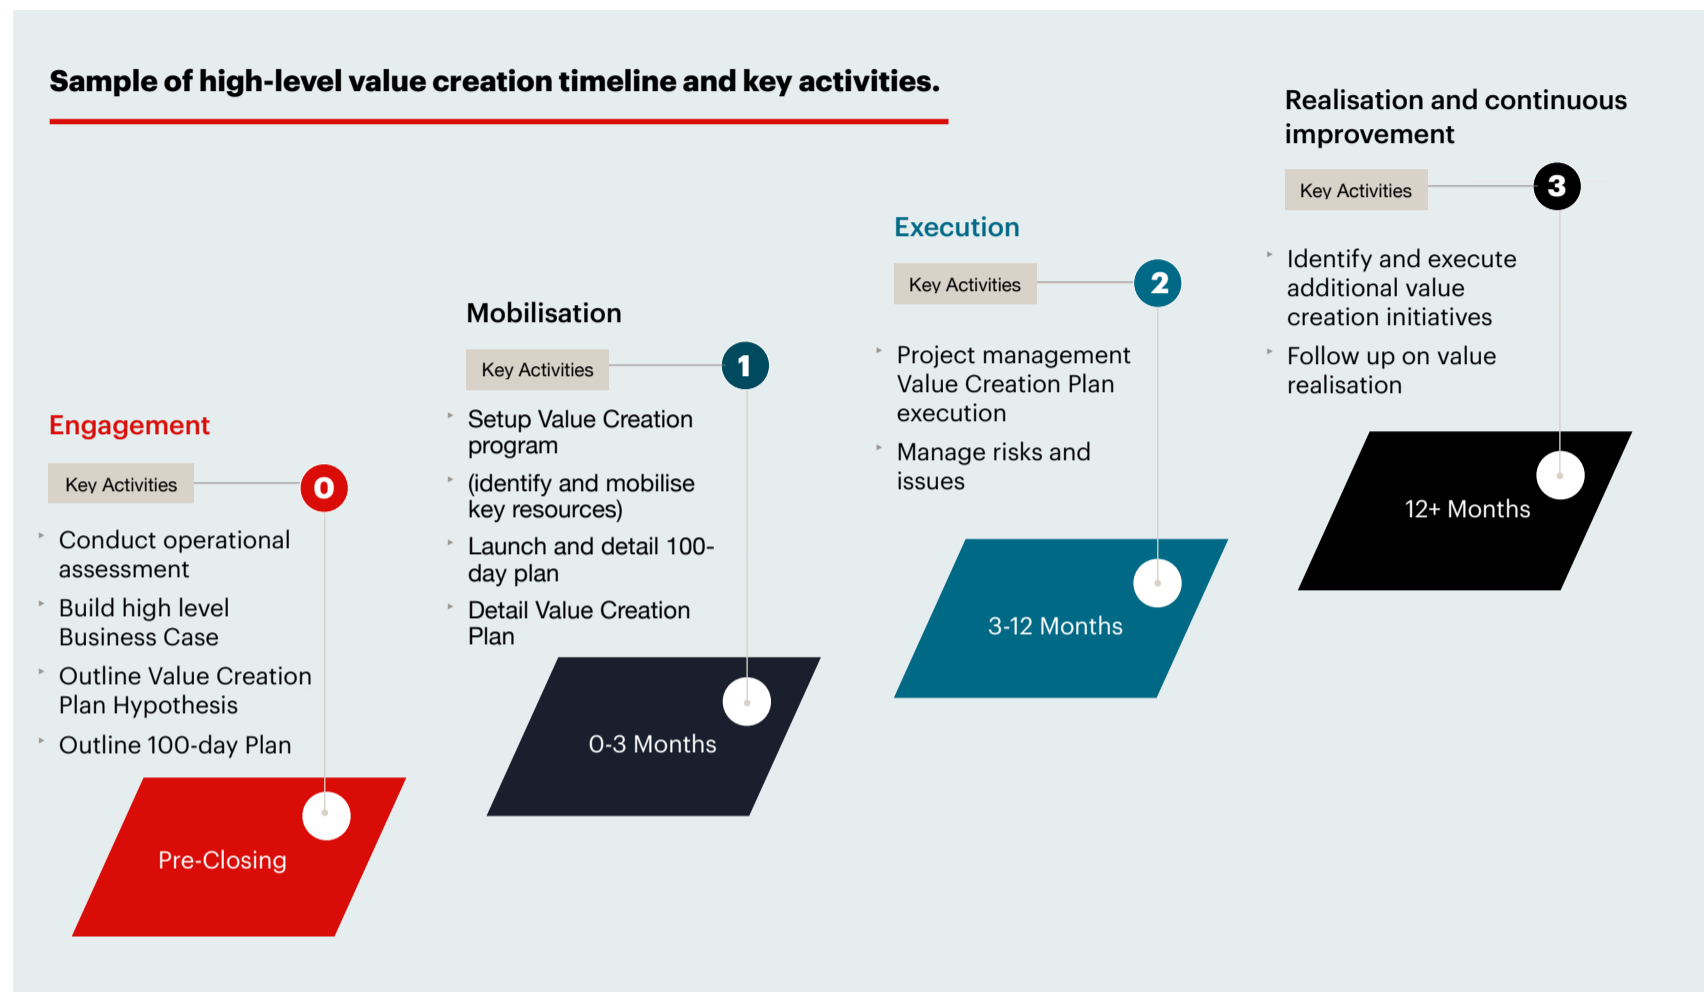 Sample of high-level value creation timeline and key activities.
Engagement
Key Activities
0
Conduct operational
assessment
Build high level
Business Case
Outline Value Creation
Plan Hypothesis
Outline 100-day Plan
Pre-Closing
Mobilisation
Key Activities
1
Setup Value Creation
program
(identify and mobilise
key resources)
Launch and detail 100-
day plan
Detail Value Creation
Plan
0-3 Months
Execution
Key Activities
2
Project management
Value Creation Plan
execution
Manage risks and
issues
3-12 Months
Realisation and continuous
improvement
Key Activities
3
Identify and execute
additional value
creation initiatives
Follow up on value
realisation
12+ Months